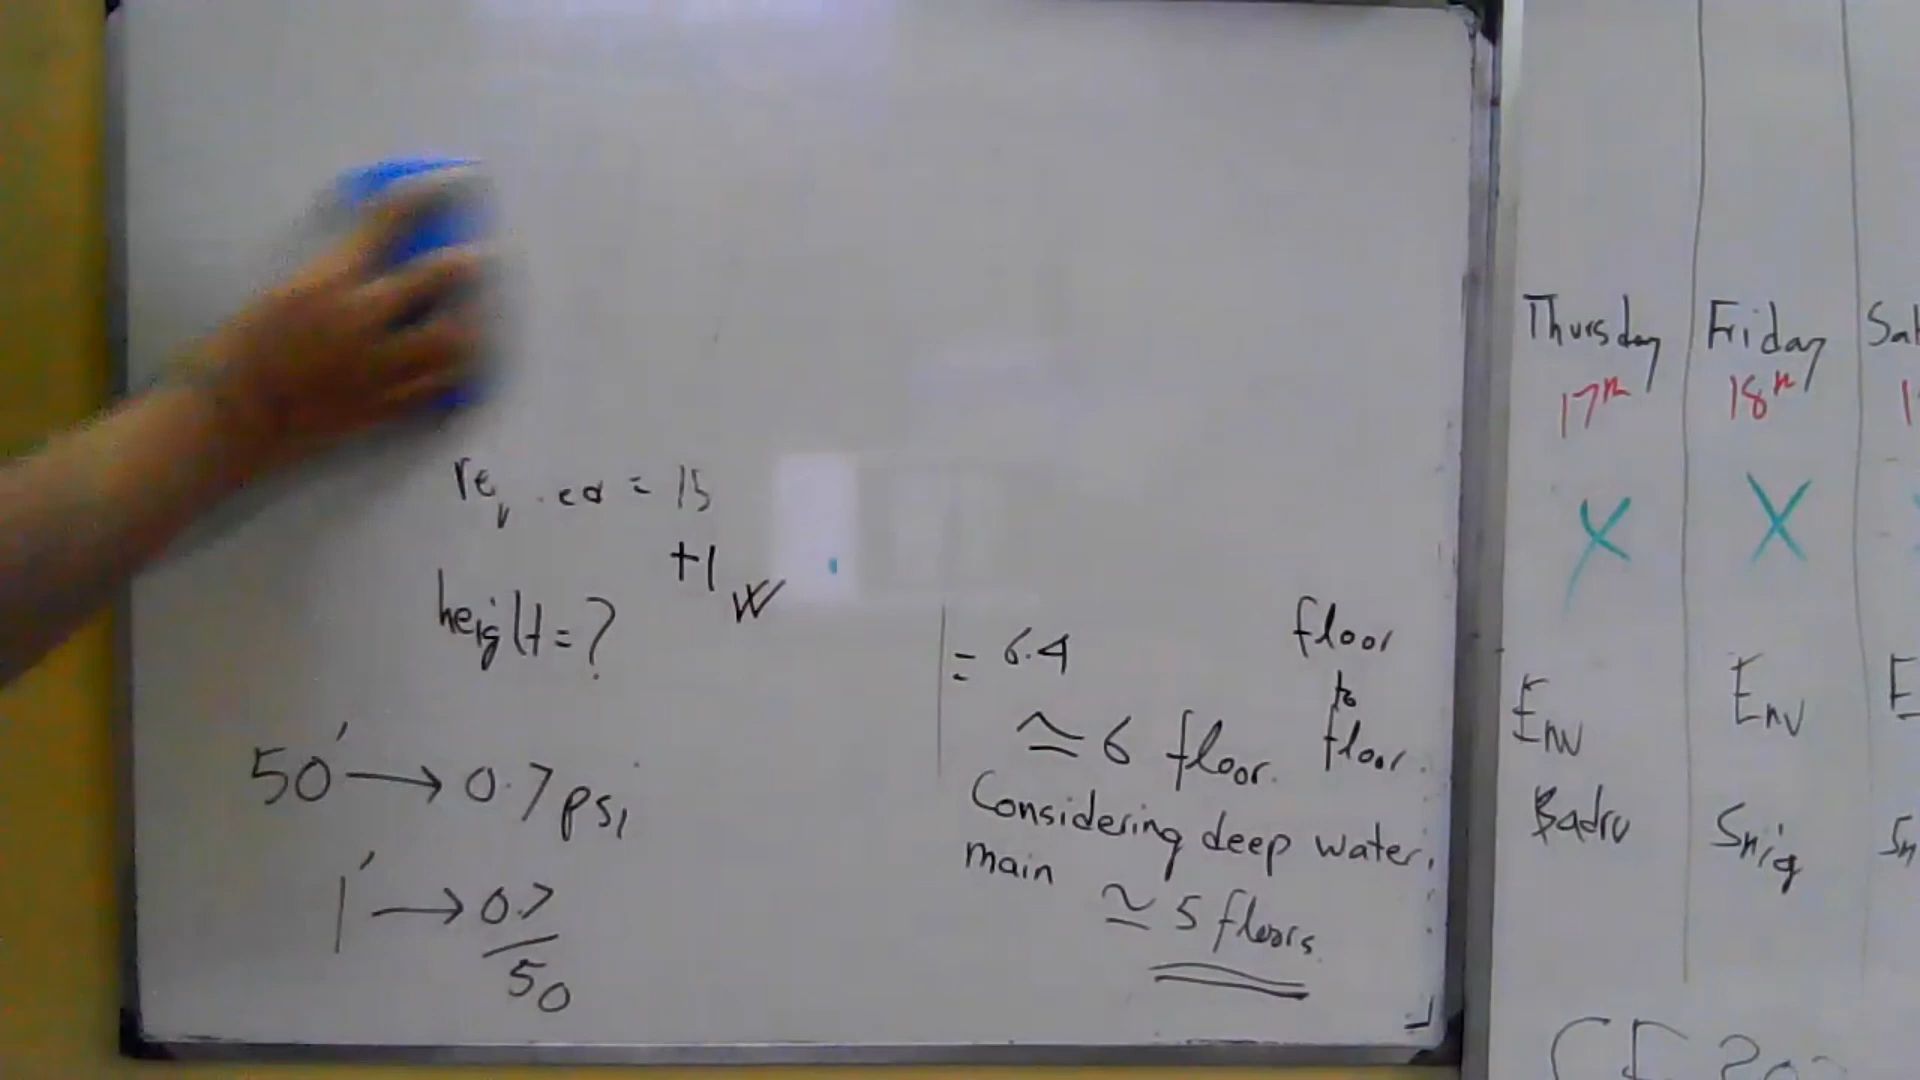 = 15
+1
height = ?
50' → 0.7 psi
1' → 0.7
50
= 6.4
≃ 6 floor.
floor
to
floor.
Considering deep water.
main ≃ 5 floors.
Thursday Friday
17th 18th
X X
Env Env
Badru